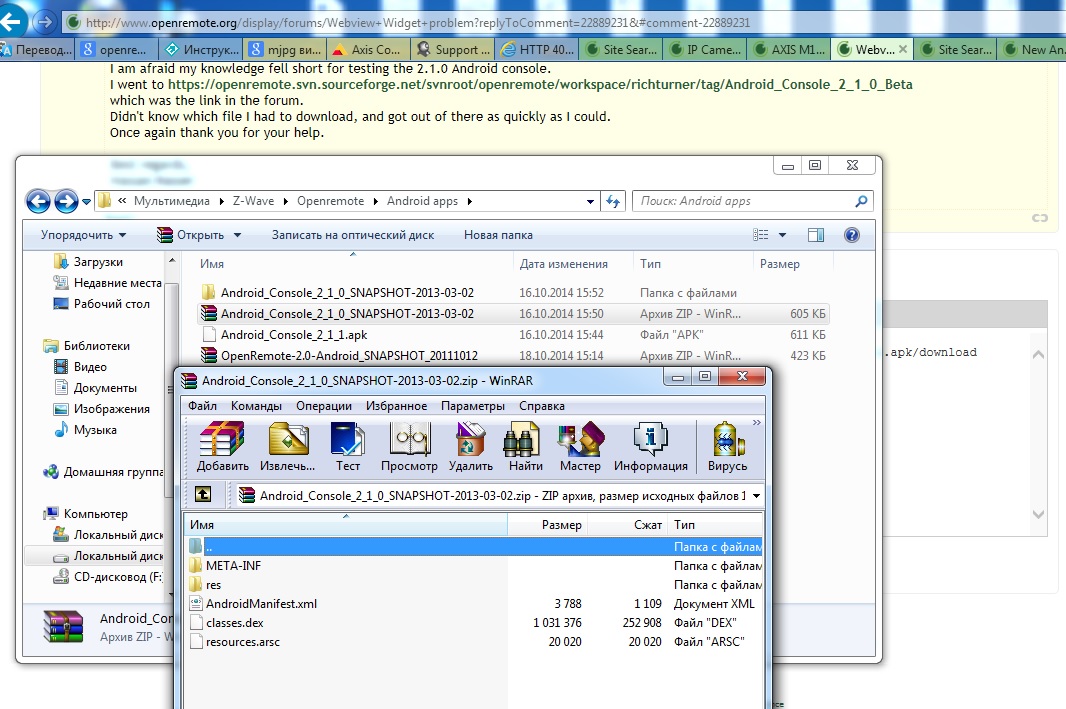 http://www.openremote.org/display/forums/Webview+Widget+problem?replyToComment=22889231&#comment-22889231
Перевод... openre... Инструк... mjpg ви... Axis Co... Support ... HTTP 40... Site Sear... IP Came... AXIS M1... Webv... Site Sear... New An.
I am afraid my knowledge fell short for testing the 2.1.0 Android console.
I went to https://openremote.svn.sourceforge.net/svnroot/openremote/workspace/richturner/tag/Android_Console_2_1_0_Beta
which was the link in the forum.
Didn't know which file I had to download, and got out of there as quickly as I could.
Once again thank you for your help.
« Мультимедиа Z-Wave Openremote Android apps
Поиск: Android apps
Упорядочить Открыть Записать на оптический диск Новая папка
Загрузки
Недавние места
Рабочий стол
Библиотеки
Видео
Документы
Изображения
Музыка
Домашняя группа
Компьютер
Локальный диск
Локальный диск
CD-дисковод (F:
Имя Дата изменения Тип Размер
Android_Console_2_1_0_SNAPSHOT-2013-03-02 16.10.2014 15:52 Папка с файлами
Android_Console_2_1_0_SNAPSHOT-2013-03-02 16.10.2014 15:50 Архив ZIP - WinR... 605 КБ
Android_Console_2_1_1.apk 16.10.2014 15:44 Файл "APK" 611 КБ
OpenRemote-2.0-Android_SNAPSHOT_20111012 18.10.2014 15:14 Архив ZIP - WinR... 423 КБ
.apk/download
Android_Con
Архив ZIP - W
Android_Console_2_1_0_SNAPSHOT-2013-03-02.zip - WinRAR
Файл Команды Операции Избранное Параметры Справка
Добавить Извлечь... Тест Просмотр Удалить Найти Мастер Информация Вирусь
Android_Console_2_1_0_SNAPSHOT-2013-03-02.zip - ZIP архив, размер исходных файлов 1
Имя Размер Сжат Тип
.. Папка с файлам
META-INF Папка с файлам
res Папка с файлам
AndroidManifest.xml 3 788 1 109 Документ XML
classes.dex 1 031 376 252 908 Файл "DEX"
resources.arsc 20 020 20 020 Файл "ARSC"